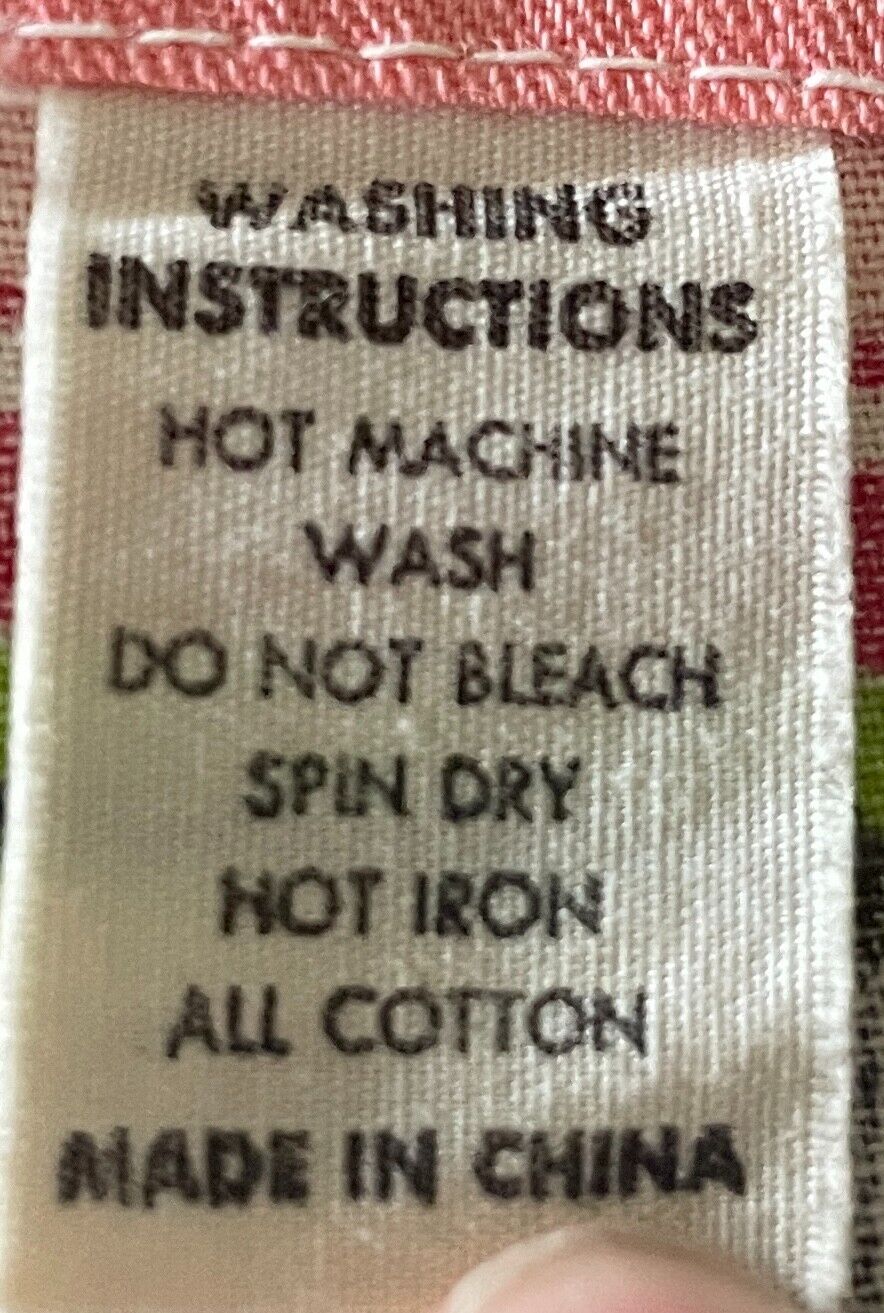 WASHING
INSTRUCTIONS
HOT MACHINE
WASH
DO NOT BLEACH
SPIN DRY
HOT IRON
ALL COTTON
MADE IN CHINA